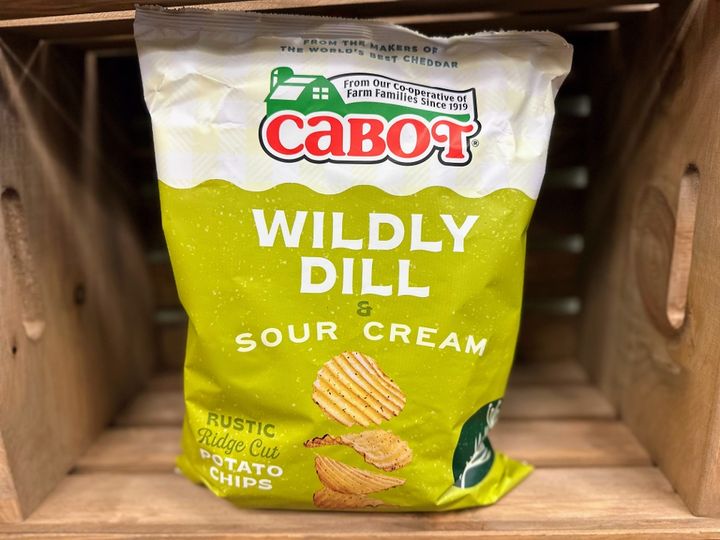 FROM THE MAKERS OF
THE WORLD'S BEST CHEDDAR
From Our Co-operative of
Farm Families Since 1919
CABOT®
WILDLY
DILL
&
SOUR CREAM
RUSTIC
Ridge Cut
POTATO
CHIPS